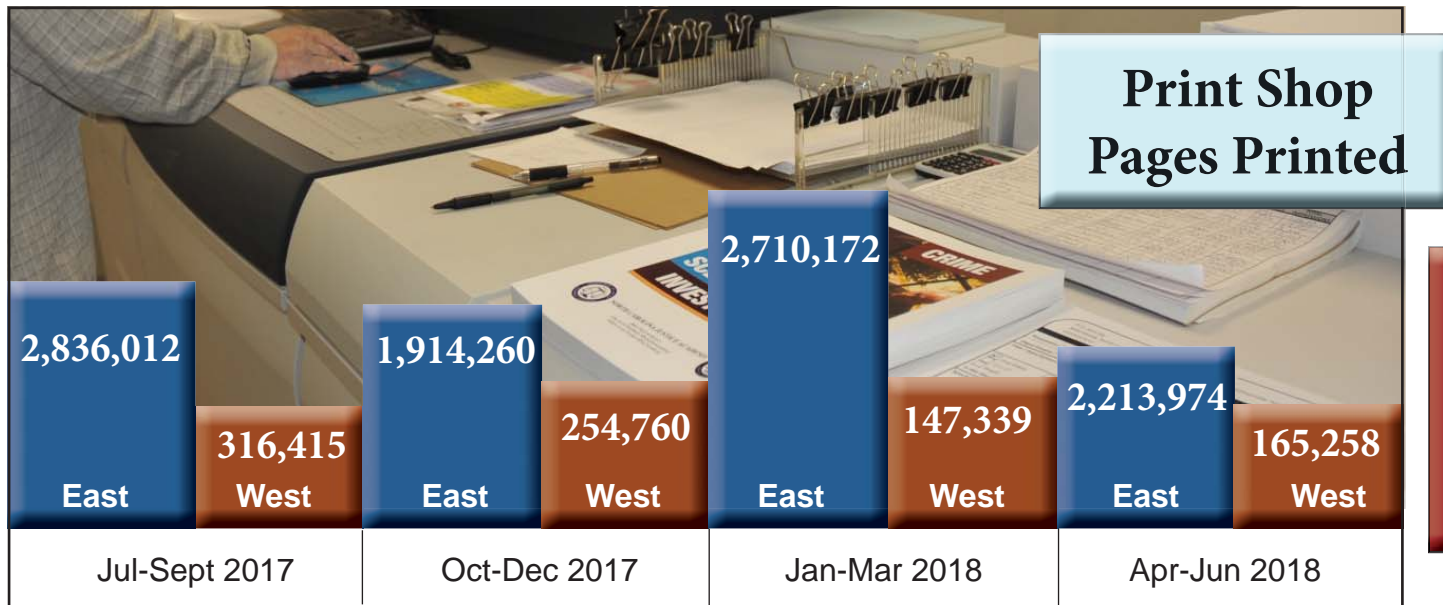 Print Shop
Pages Printed
CRIME
INVEST
2,836,012
316,415
1,914,260
254,760
2,710,172
147,339
2,213,974
165,258
East
West
East
West
East
West
East
West
Jul-Sept 2017
Oct-Dec 2017
Jan-Mar 2018
Apr-Jun 2018